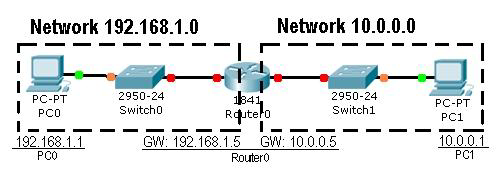 Network 192.168.1.0
Network 10.0.0.0
PC-PT
PC0
2950-24
Switch0
1841
Router0
2950-24
Switch1
PC-PT
PC1
192.168.1.1
PC0
GW: 192.168.1.5
Router0
GW: 10.0.0.5
10.0.0.1
PC1